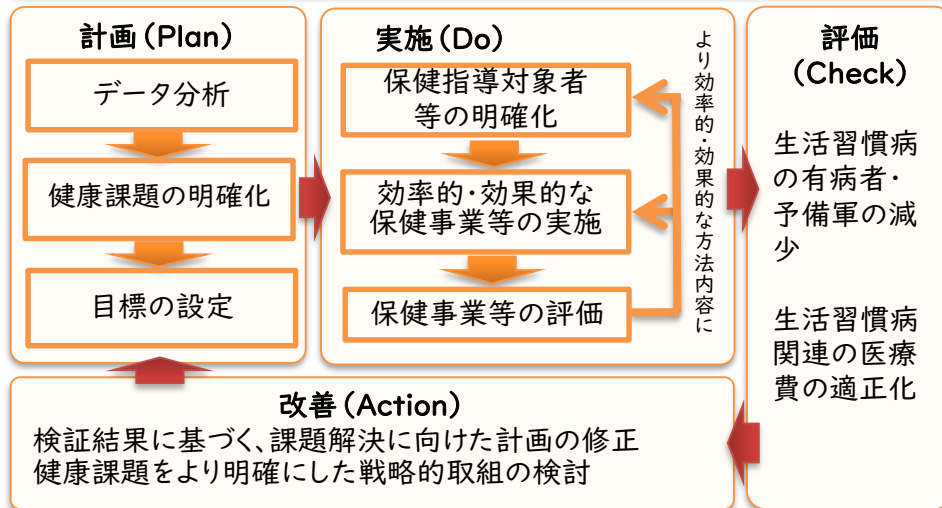 計画(Plan)
データ分析
健康課題の明確化
目標の設定
実施(Do)
保健指導対象者
等の明確化
効率的・効果的な
保健事業等の実施
保健事業等の評価
より効率的・効果的な方法内容に
評価
(Check)
生活習慣病
の有病者・
予備軍の減
少
生活習慣病
関連の医療
費の適正化
改善(Action)
検証結果に基づく、課題解決に向けた計画の修正
健康課題をより明確にした戦略的取組の検討